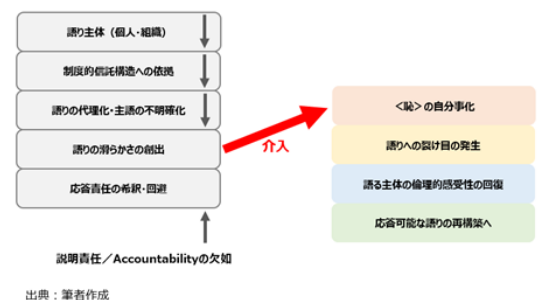 語り主体（個人・組織）
制度的信託構造への依拠
語りの代理化・主語の不明確化
語りの滑らかさの創出
応答責任の希釈・回避
説明責任／Accountabilityの欠如
介入
<恥>の自分事化
語りへの裂け目の発生
語る主体の倫理的感受性の回復
応答可能な語りの再構築へ
出典：筆者作成